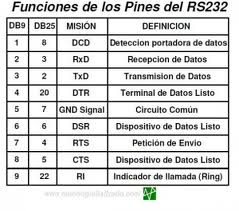 Funciones de los Pines del RS232
DB9 DB25 MISIÓN DEFINICION
1 8 DCD Deteccion portadora de datos
2 3 RxD Recepcion de Datos
3 2 TxD Transmision de Datos
4 20 DTR Terminal de Datos Listo
5 7 GND Signal Circuito Común
6 6 DSR Dispositivo de Datos Listo
7 4 RTS Petición de Envio
8 5 CTS Dispositivo de Datos Listo
9 22 RI Indicador de llamada (Ring)